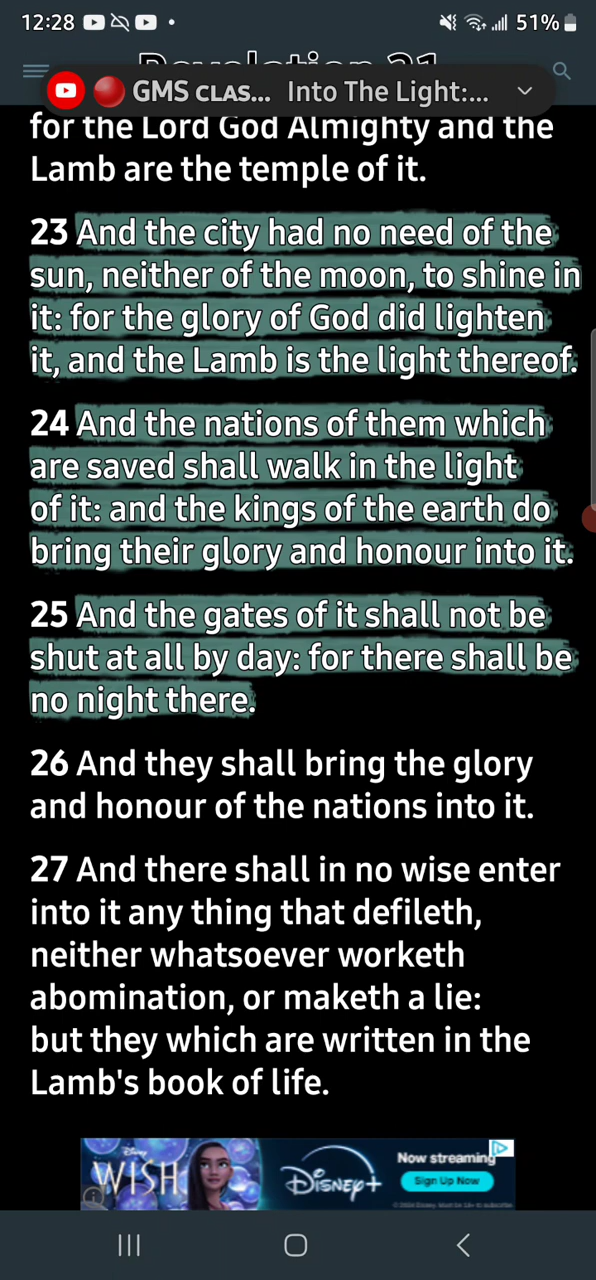 12:28
51%
Revelation 21
GMS CLAS... Into The Light:...
for the Lord God Almighty and the
Lamb are the temple of it.
23 And the city had no need of the
sun, neither of the moon, to shine in
it: for the glory of God did lighten
it, and the Lamb is the light thereof.
24 And the nations of them which
are saved shall walk in the light
of it: and the kings of the earth do
bring their glory and honour into it.
25 And the gates of it shall not be
shut at all by day: for there shall be
no night there.
26 And they shall bring the glory
and honour of the nations into it.
27 And there shall in no wise enter
into it any thing that defileth,
neither whatsoever worketh
abomination, or maketh a lie:
but they which are written in the
Lamb's book of life.
Disney
WISH
Disney+
Now streaming
Sign Up Now